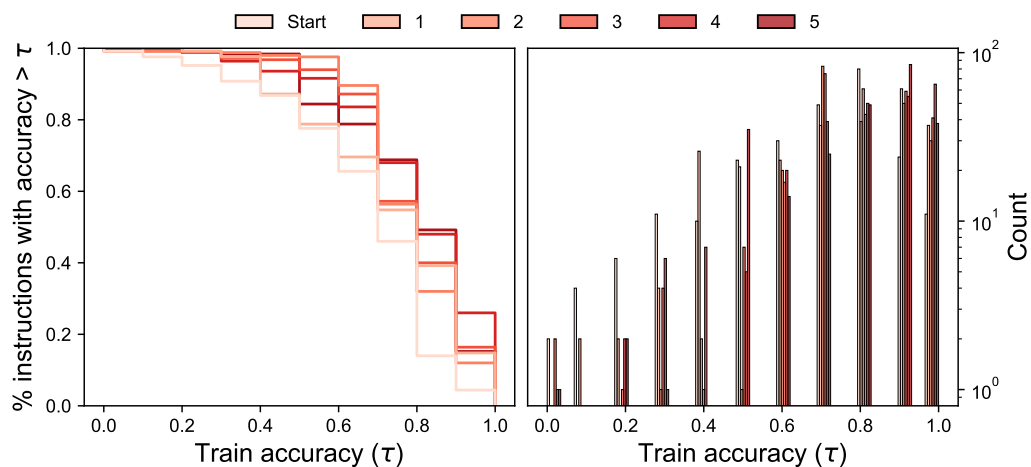 Start 1 2 3 4 5
% instructions with accuracy > τ
1.0
0.8
0.6
0.4
0.2
0.0
0.0 0.2 0.4 0.6 0.8 1.0
Train accuracy (τ)
10²
10¹
10⁰
Count
0.0 0.2 0.4 0.6 0.8 1.0
Train accuracy (τ)